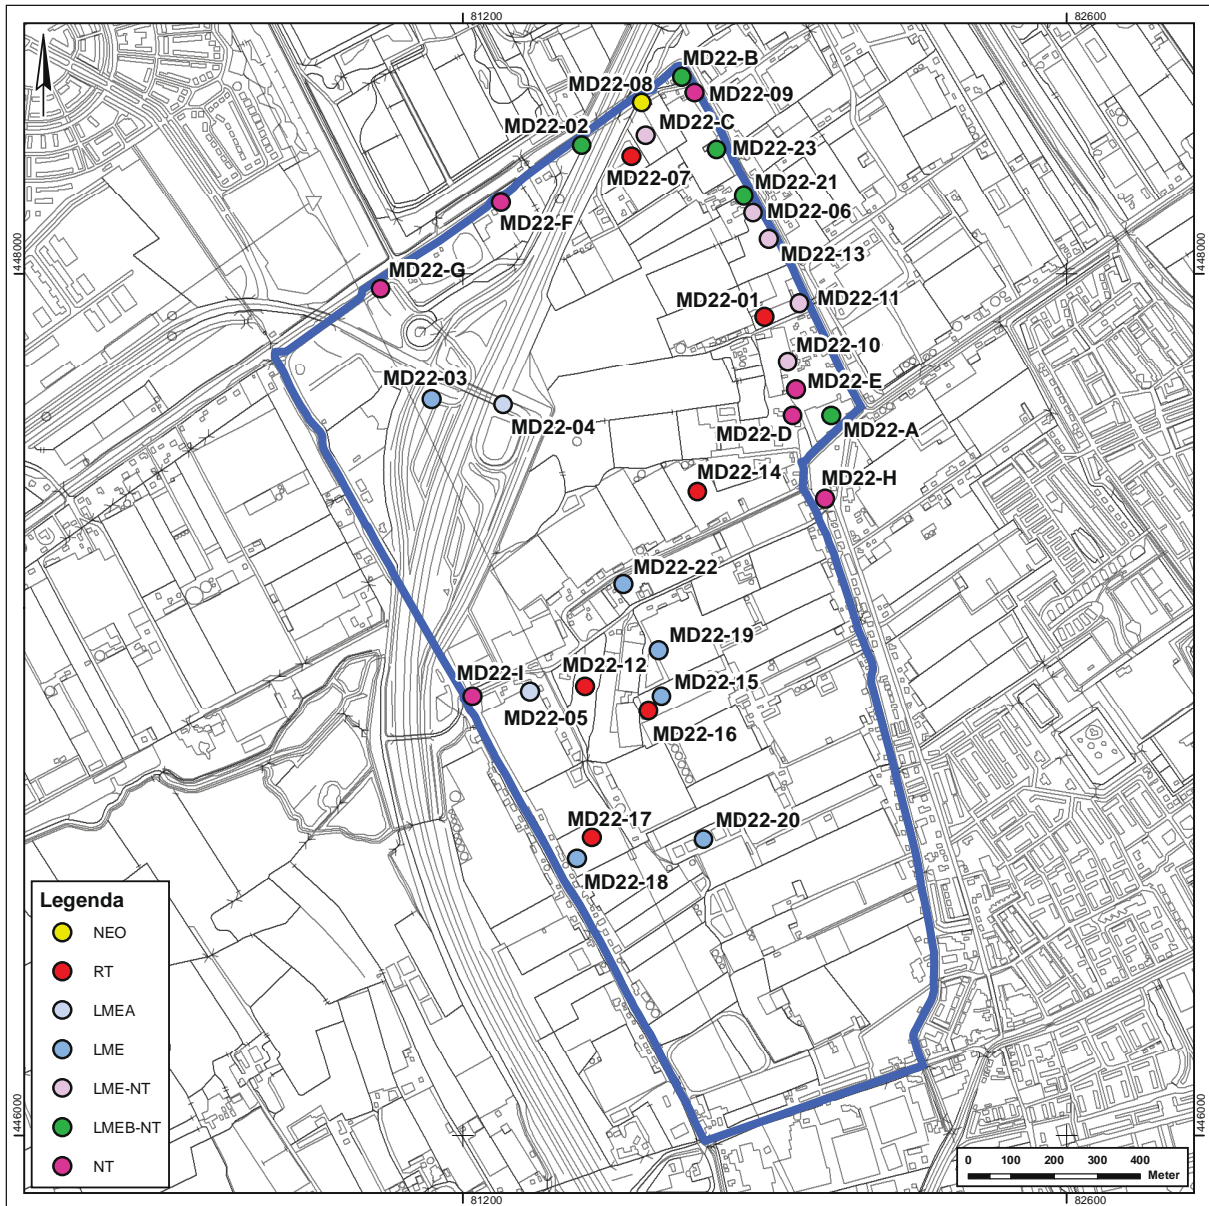 81200
82600
MD22-B
MD22-08
MD22-09
MD22-C
MD22-02
MD22-23
MD22-07
MD22-21
MD22-06
MD22-F
MD22-13
448000
448000
MD22-G
MD22-01
MD22-11
MD22-10
MD22-03
MD22-E
MD22-04
MD22-D
MD22-A
MD22-14
MD22-H
MD22-22
MD22-19
MD22-12
MD22-I
MD22-15
MD22-05
MD22-16
MD22-17
MD22-20
MD22-18
Legenda
NEO
RT
LMEA
LME
LME-NT
LMEB-NT
NT
446000
446000
0 100 200 300 400
Meter
81200
82600